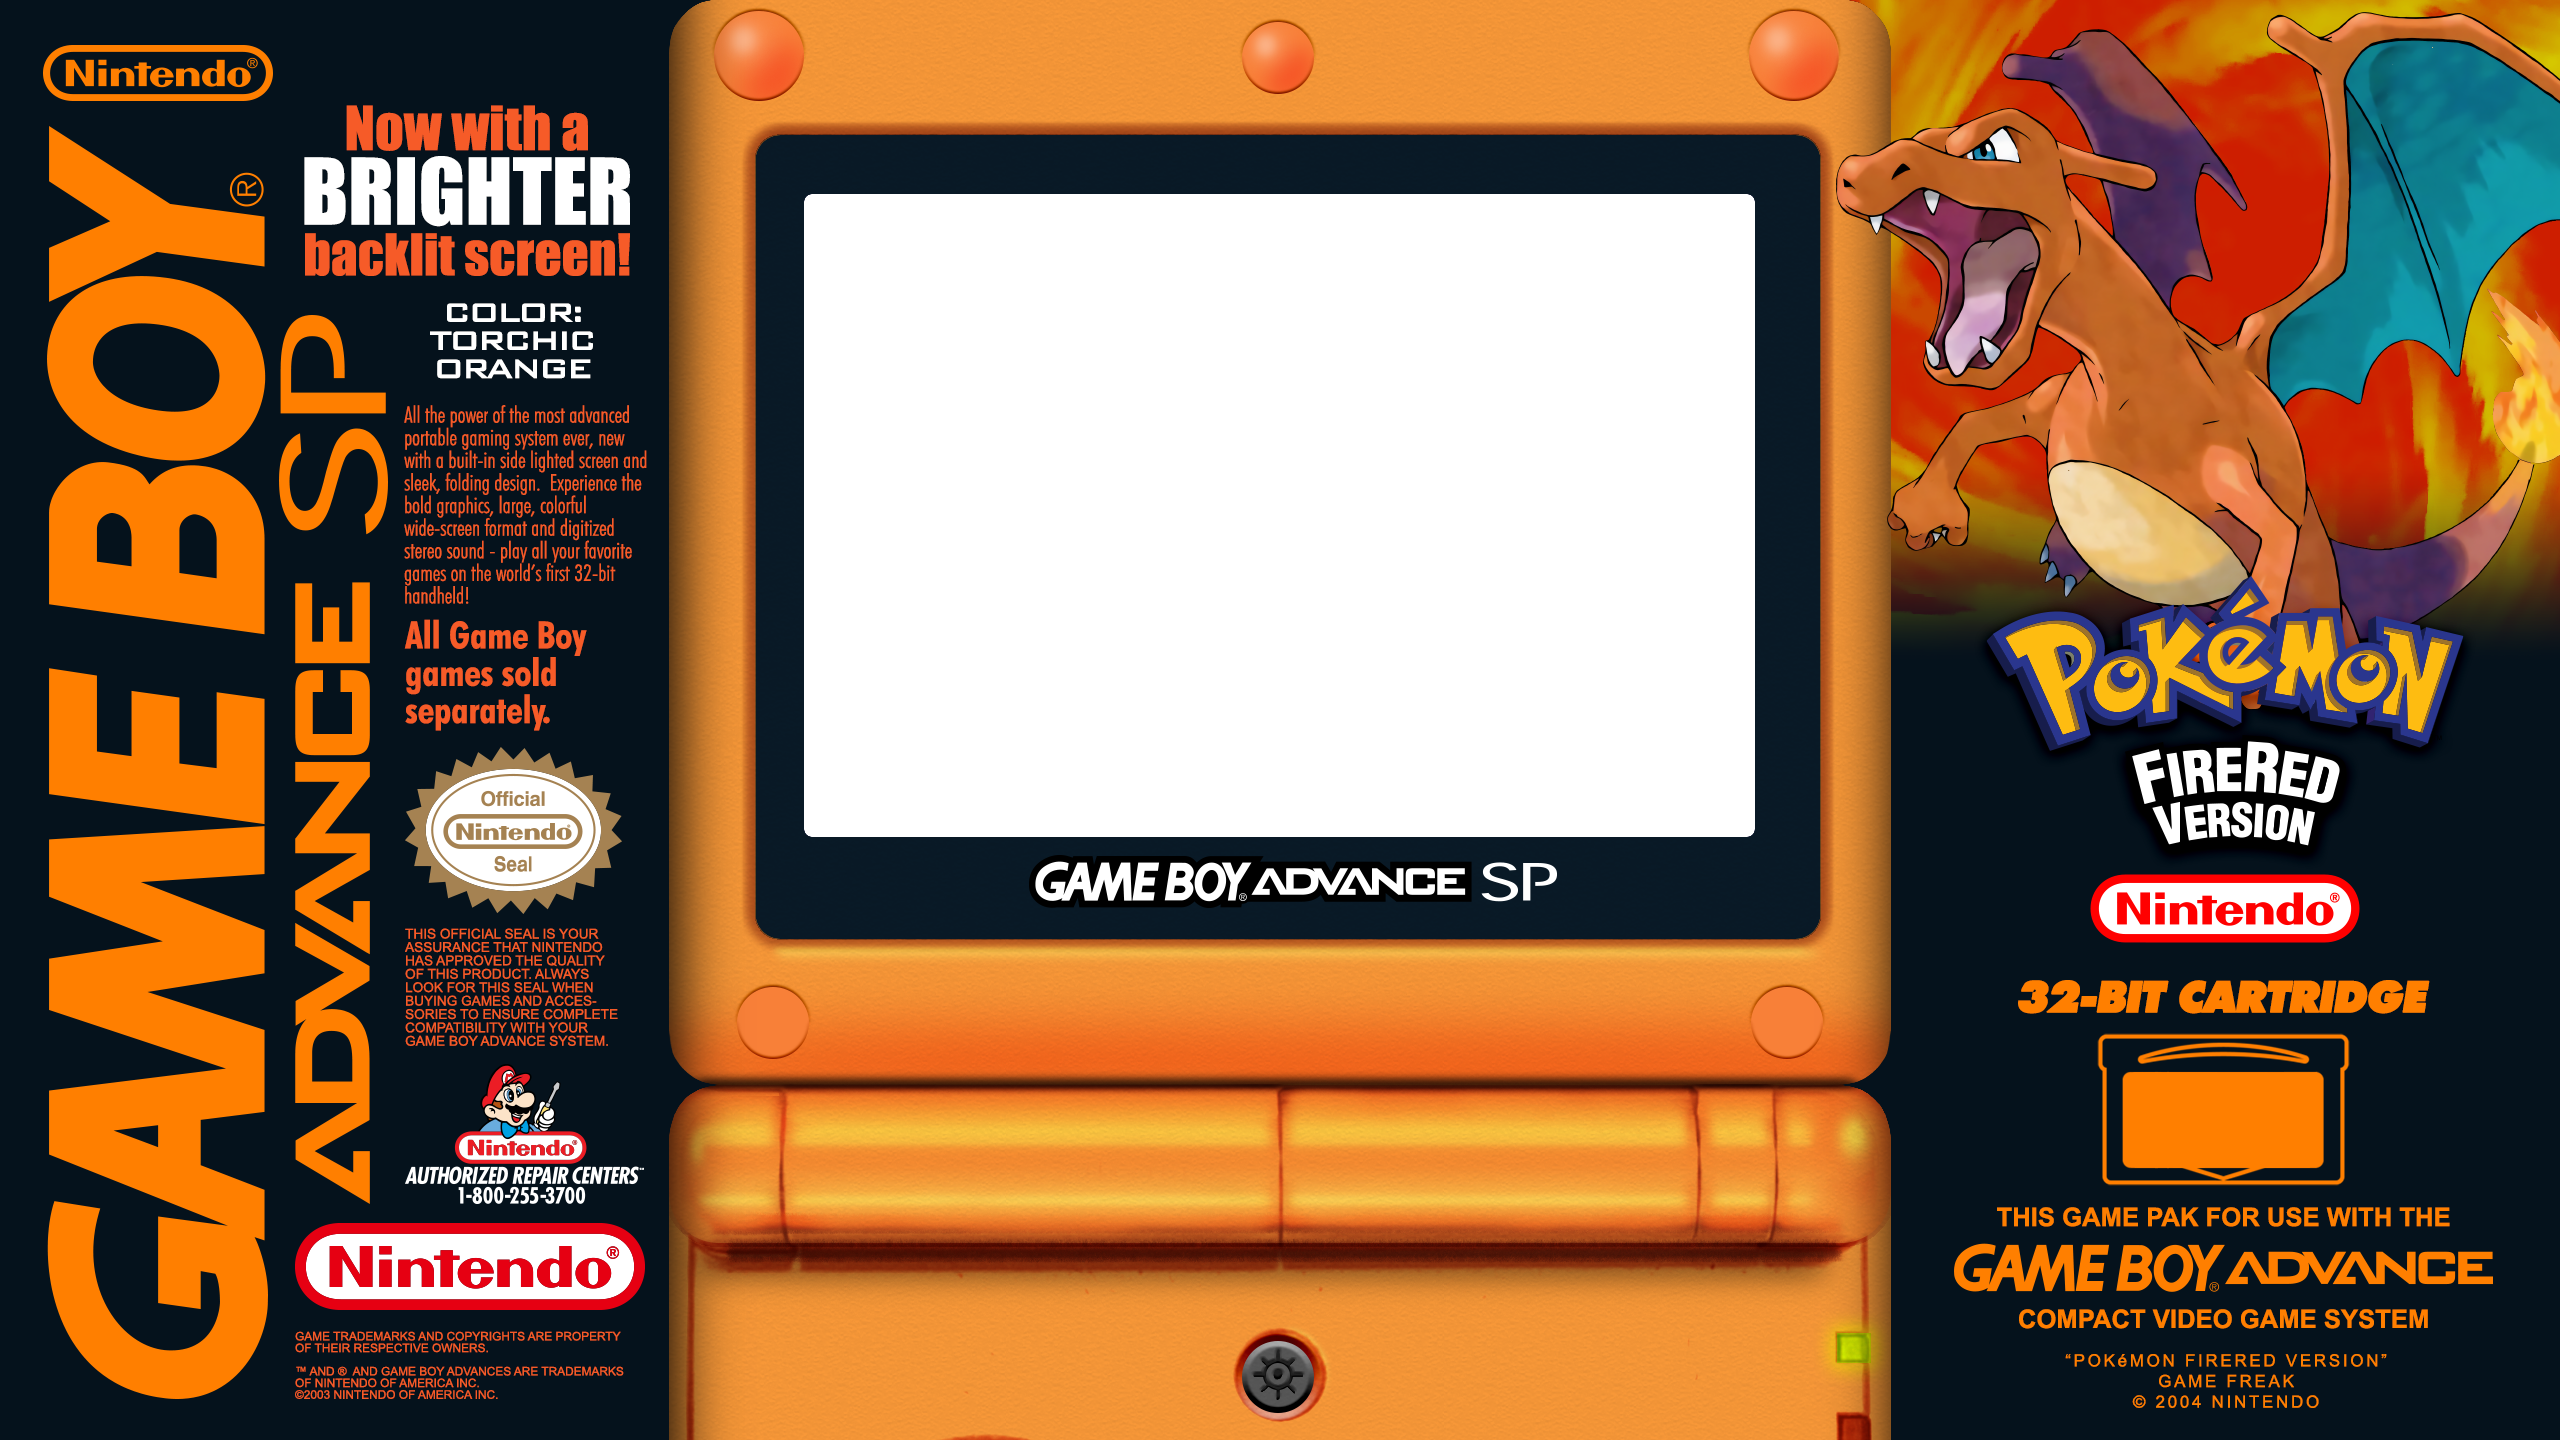 Nintendo®
GAME BOY®
ADVANCE SP
Now with a
BRIGHTER
backlit screen!
COLOR:
TORCHIC
ORANGE
All the power of the most advanced
portable gaming system ever, new
with a built-in side lighted screen and
sleek, folding design. Experience the
bold graphics, large, colorful
wide-screen format and digitized
stereo sound - play all your favorite
games on the world's first 32-bit
handheld!
All Game Boy
games sold
separately.
Official
Nintendo®
Seal
THIS OFFICIAL SEAL IS YOUR
ASSURANCE THAT NINTENDO
HAS APPROVED THE QUALITY
OF THIS PRODUCT. ALWAYS
LOOK FOR THIS SEAL WHEN
BUYING GAMES AND ACCES-
SORIES TO ENSURE COMPLETE
COMPATIBILITY WITH YOUR
GAME BOY ADVANCE SYSTEM.
M
Nintendo®
AUTHORIZED REPAIR CENTERS™
1-800-255-3700
Nintendo®
GAME TRADEMARKS AND COPYRIGHTS ARE PROPERTY
OF THEIR RESPECTIVE OWNERS.
™ AND ® AND GAME BOY ADVANCES ARE TRADEMARKS
OF NINTENDO OF AMERICA INC.
©2003 NINTENDO OF AMERICA INC.
GAME BOY® ADVANCE SP
POKéMON
FIRERED
VERSION
Nintendo®
32-BIT CARTRIDGE
THIS GAME PAK FOR USE WITH THE
GAME BOY® ADVANCE
COMPACT VIDEO GAME SYSTEM
“POKéMON FIRERED VERSION”
GAME FREAK
© 2004 NINTENDO